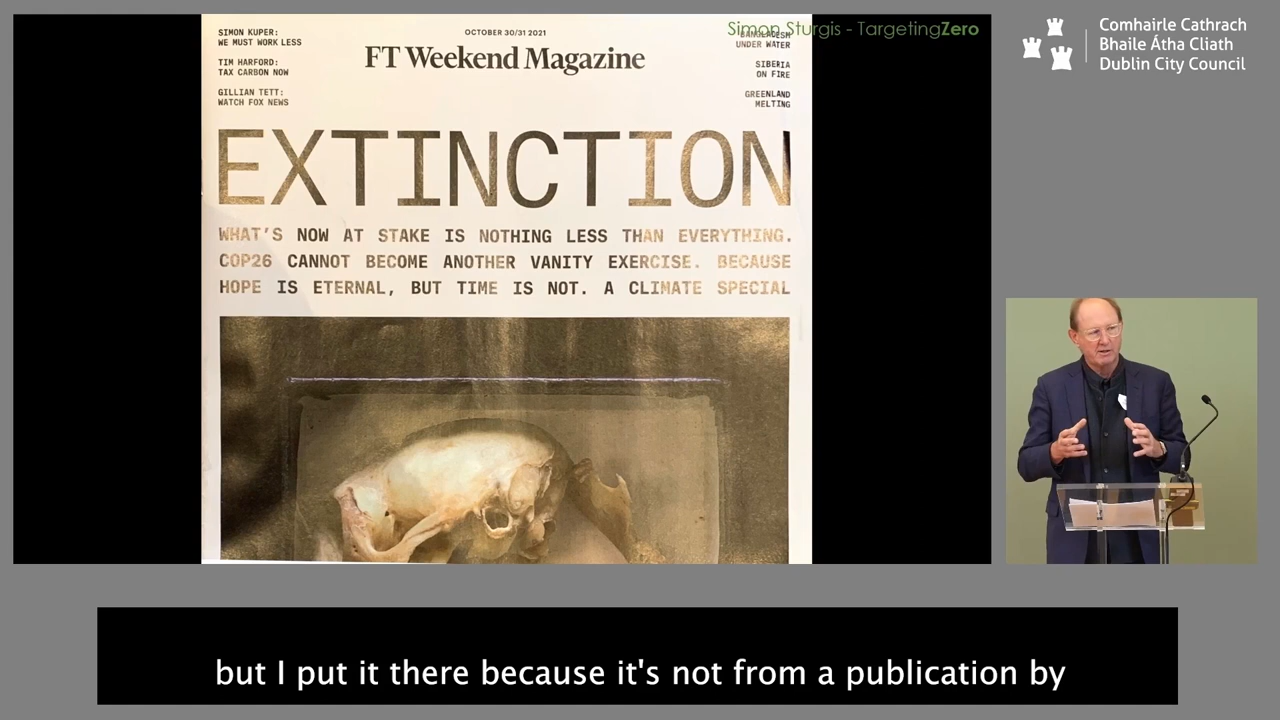 SIMON KUPER:
WE MUST WORK LESS
TIM HARFORD:
TAX CARBON NOW
GILLIAN TETT:
WATCH FOX NEWS
OCTOBER 30/31 2021
FT Weekend Magazine
Simon Sturgis - TargetingZero
BANGLADESH
UNDER WATER
SIBERIA
ON FIRE
GREENLAND
MELTING
EXTINCTION
WHAT'S NOW AT STAKE IS NOTHING LESS THAN EVERYTHING.
COP26 CANNOT BECOME ANOTHER VANITY EXERCISE. BECAUSE
HOPE IS ETERNAL, BUT TIME IS NOT. A CLIMATE SPECIAL
Comhairle Cathrach
Bhaile Átha Cliath
Dublin City Council
but I put it there because it's not from a publication by